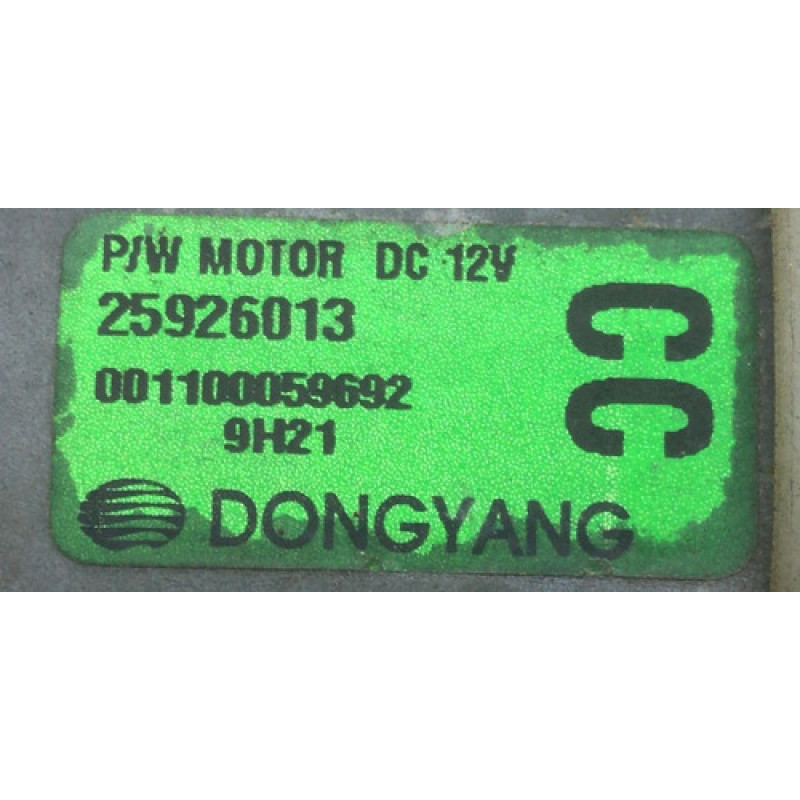 P/W MOTOR DC 12V
25926013
001100059692
9H21
CC
DONGYANG